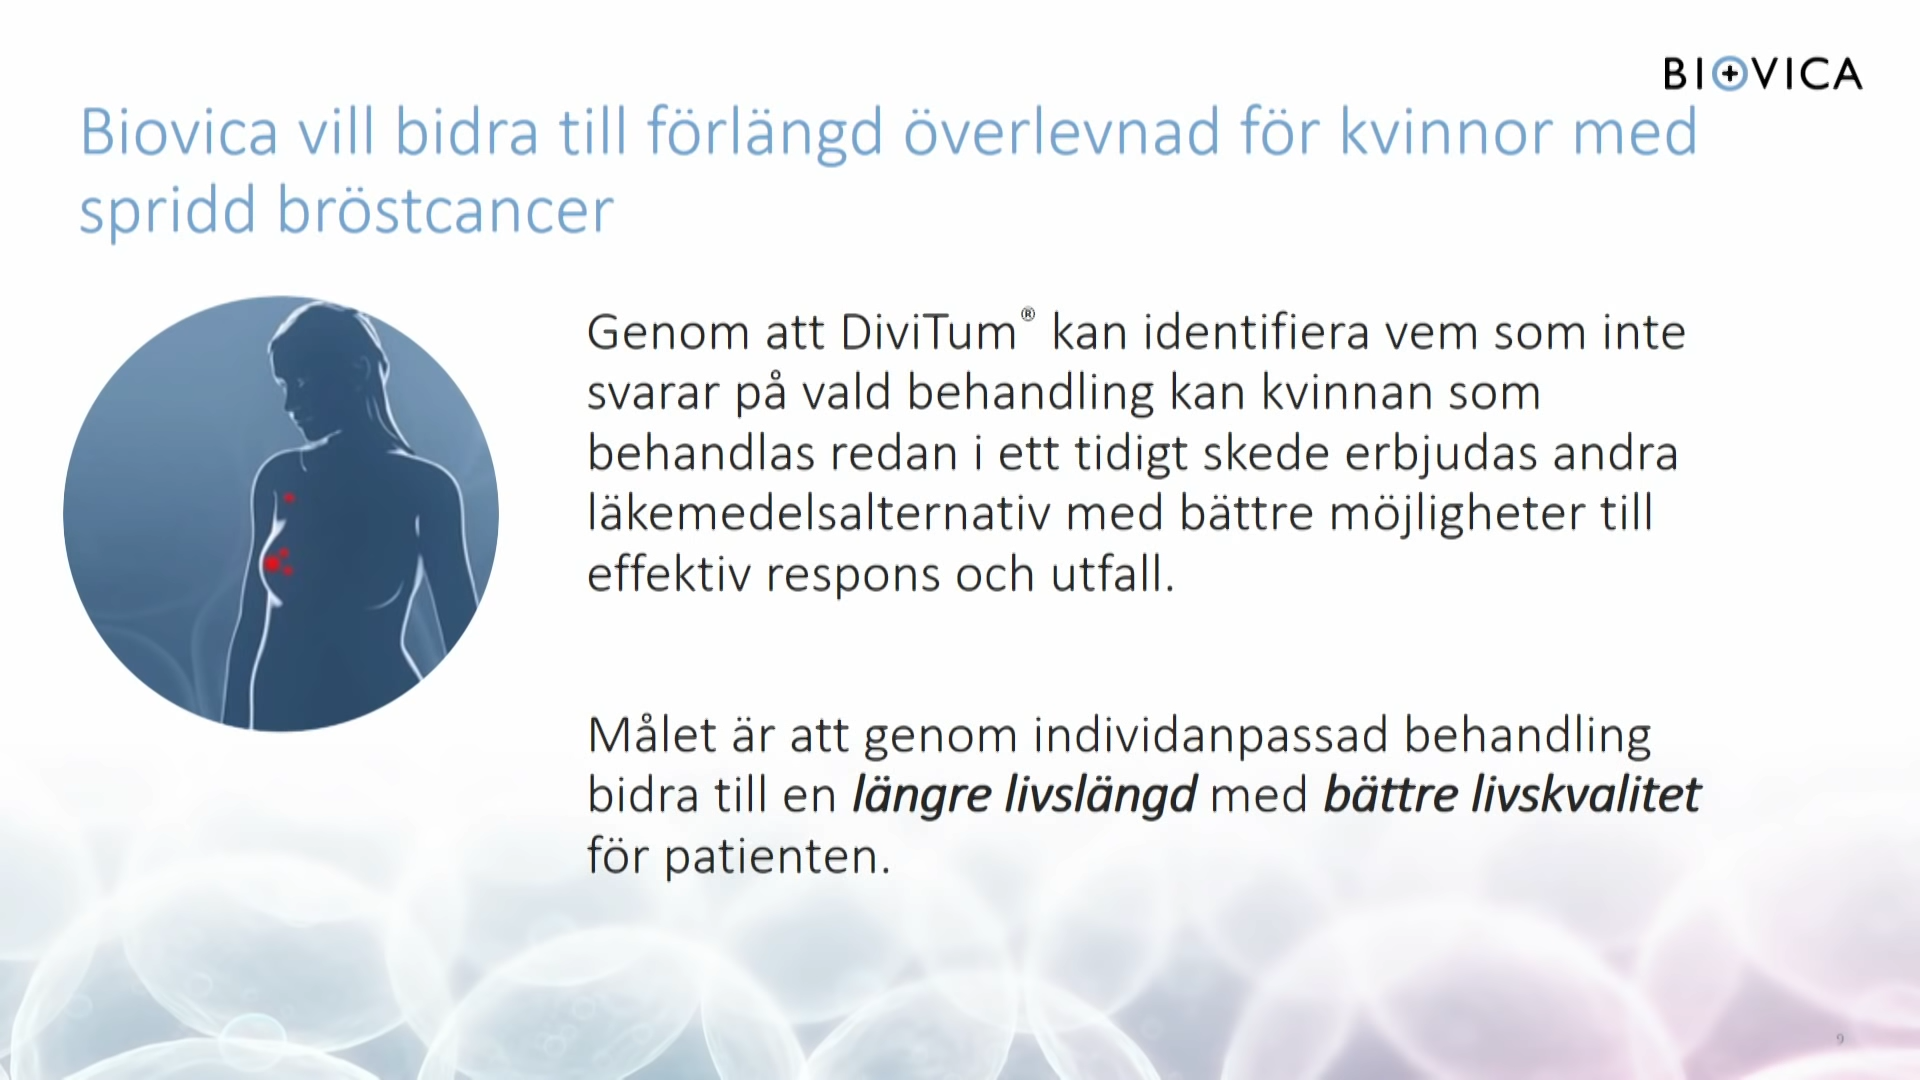 BIOVICA
Biovica vill bidra till förlängd överlevnad för kvinnor med
spridd bröstcancer
Genom att DiviTum® kan identifiera vem som inte
svarar på vald behandling kan kvinnan som
behandlas redan i ett tidigt skede erbjudas andra
läkemedelsalternativ med bättre möjligheter till
effektiv respons och utfall.
Målet är att genom individanpassad behandling
bidra till en längre livslängd med bättre livskvalitet
för patienten.
9